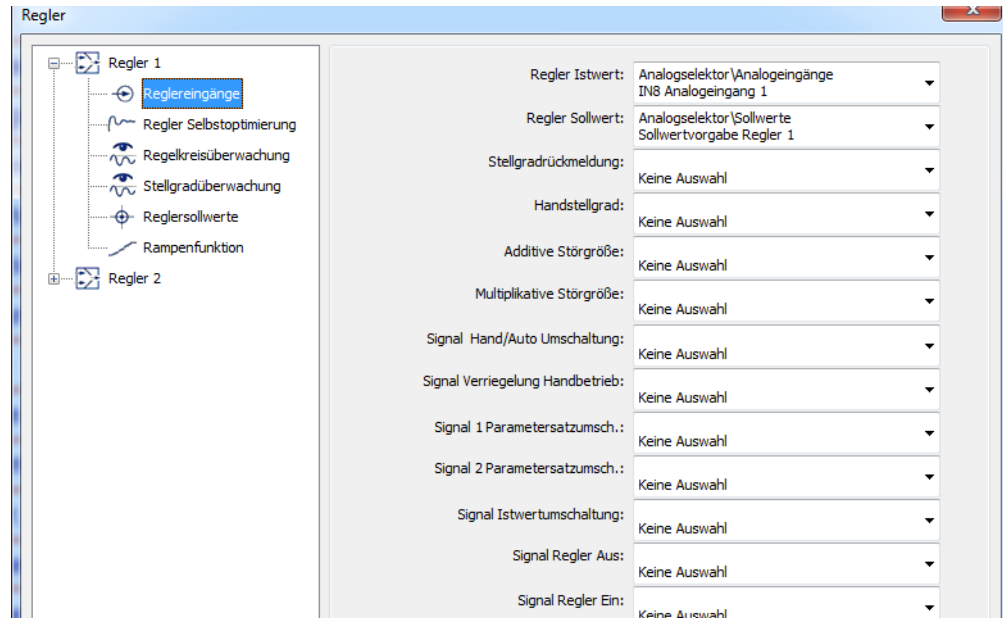 Regler
Regler 1
Reglereingänge
Regler Selbstoptimierung
Regelkreisüberwachung
Stellgradüberwachung
Reglersollwerte
Rampenfunktion
Regler 2
Regler Istwert: Analogselektor\Analogeingänge
IN8 Analogeingang 1
Regler Sollwert: Analogselektor\Sollwerte
Sollwertvorgabe Regler 1
Stellgradrückmeldung:
Keine Auswahl
Handstellgrad:
Keine Auswahl
Additive Störgröße:
Keine Auswahl
Multiplikative Störgröße:
Keine Auswahl
Signal Hand/Auto Umschaltung:
Keine Auswahl
Signal Verriegelung Handbetrieb:
Keine Auswahl
Signal 1 Parametersatzumsch.:
Keine Auswahl
Signal 2 Parametersatzumsch.:
Keine Auswahl
Signal Istwertumschaltung:
Keine Auswahl
Signal Regler Aus:
Keine Auswahl
Signal Regler Ein:
Keine Auswahl